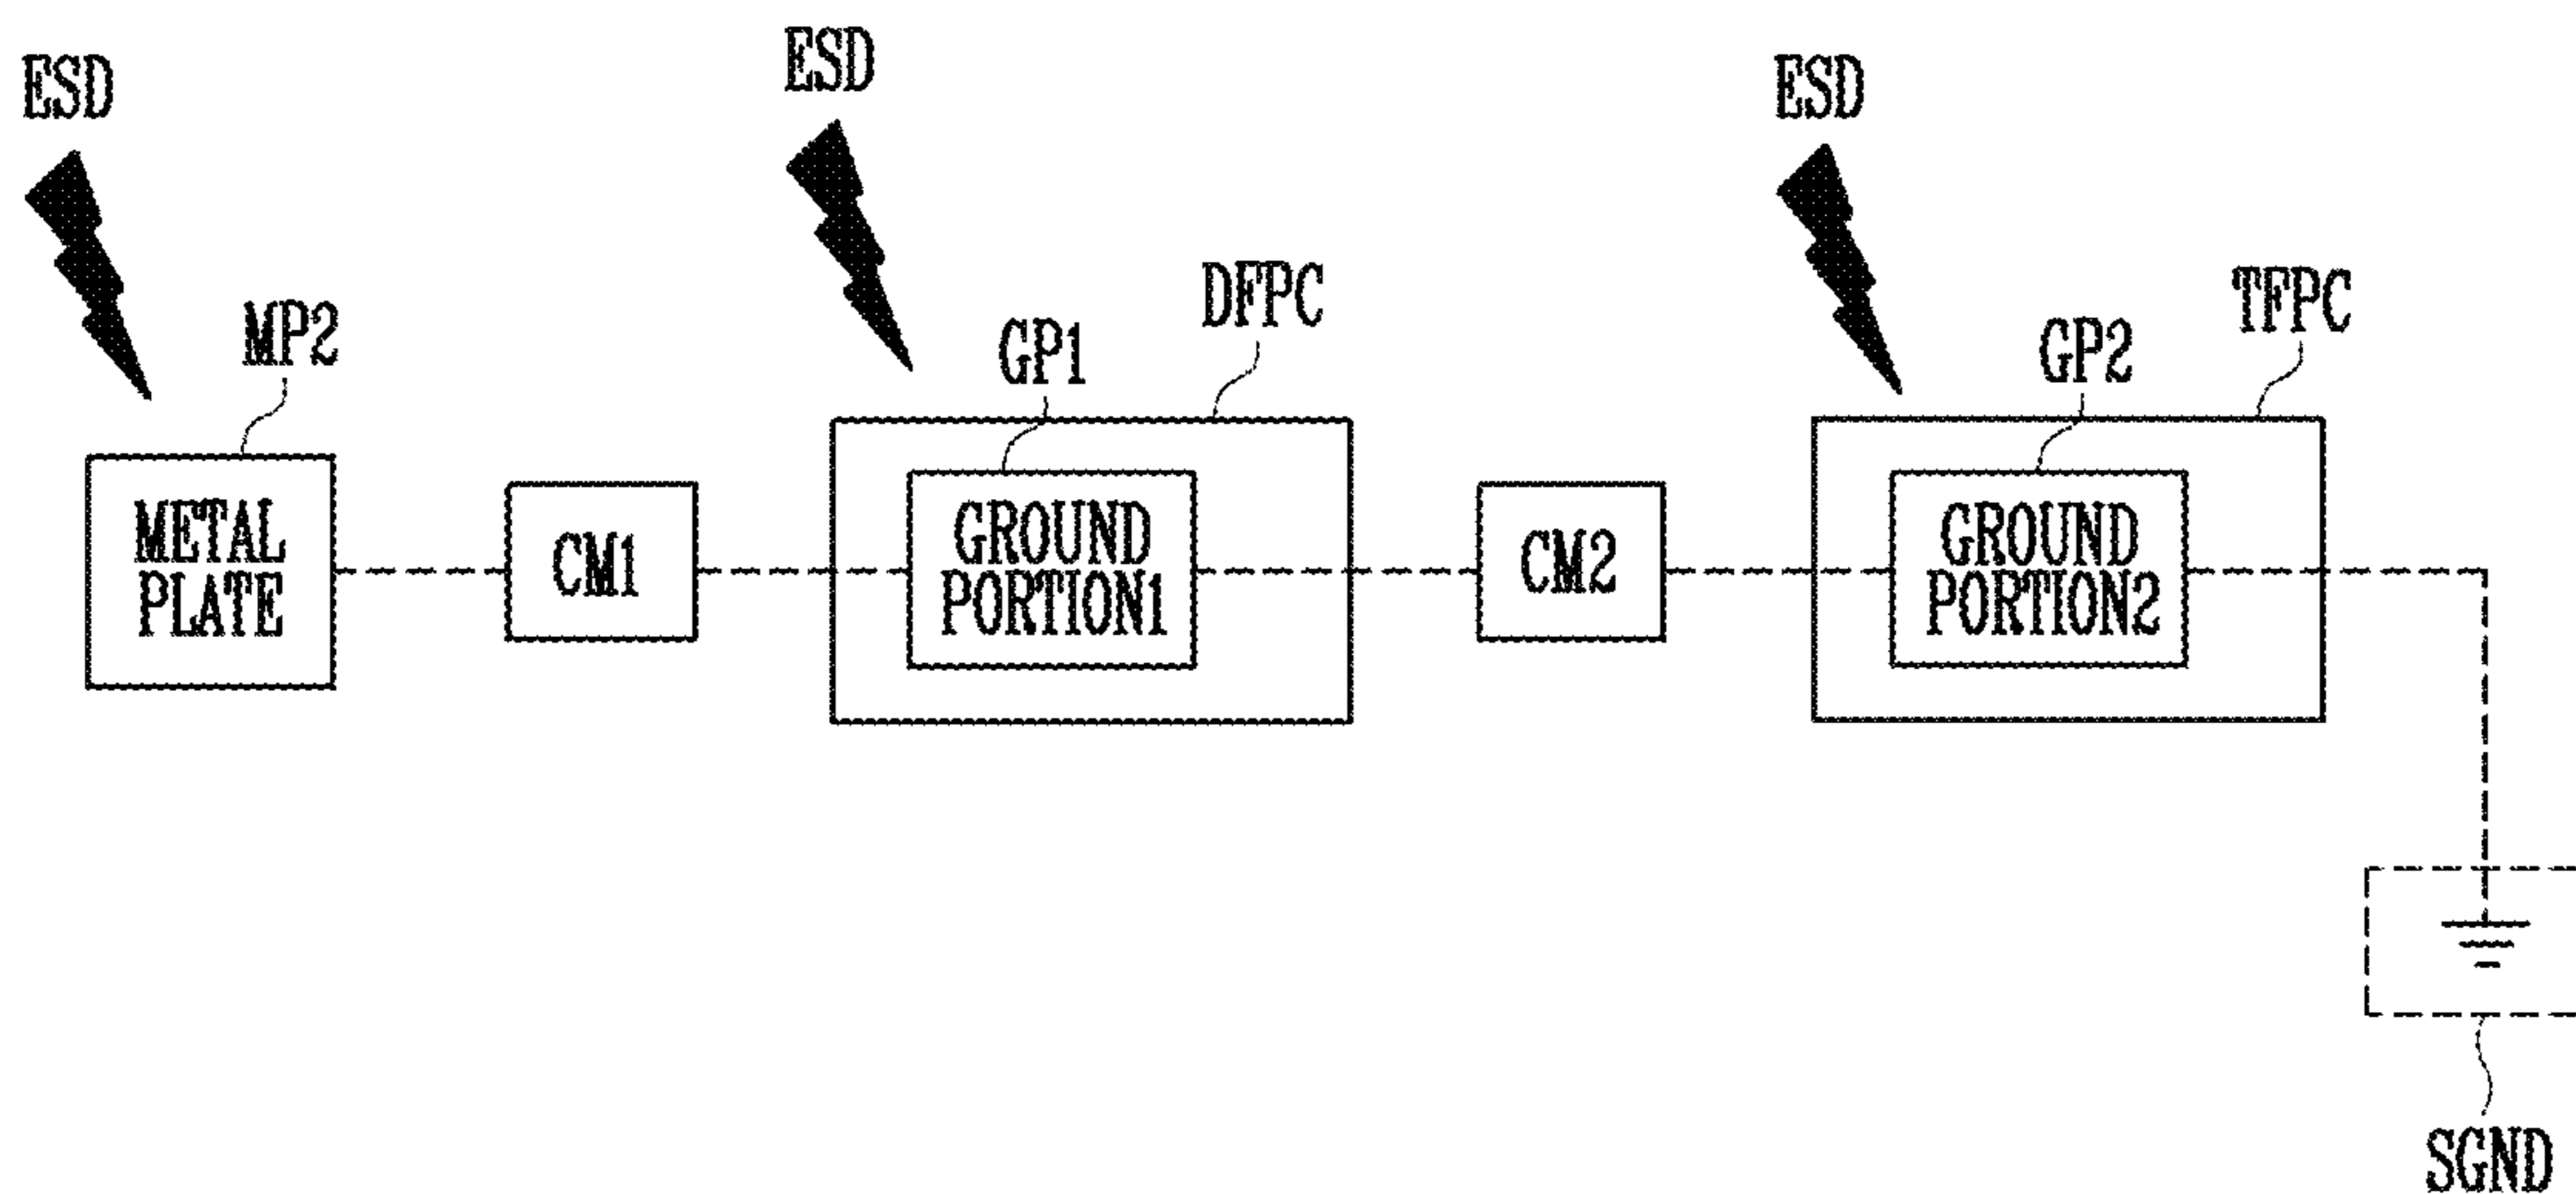 ESD
ESD
ESD
MP2
GP1
DFPC
GP2
TFPC
METAL
PLATE
CM1
GROUND
PORTION1
CM2
GROUND
PORTION2
SGND